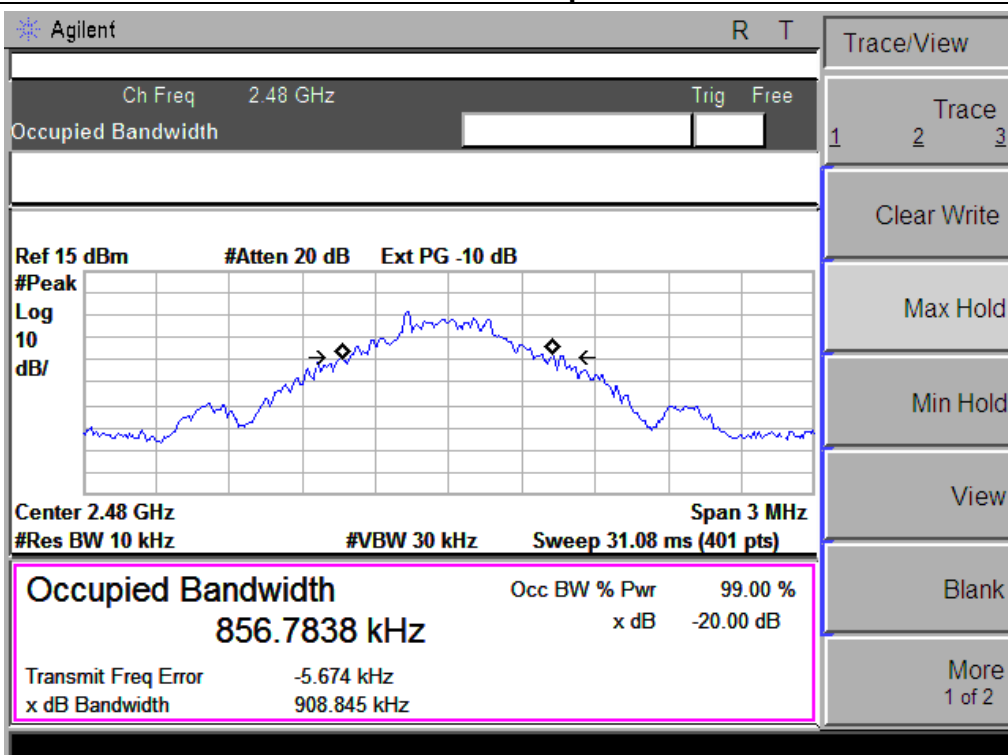 Agilent R T
Trace/View
Ch Freq 2.48 GHz Trig Free
Occupied Bandwidth
Trace
1 2 3
Clear Write
Ref 15 dBm #Atten 20 dB Ext PG -10 dB
#Peak
Log
10
dB/
Max Hold
Min Hold
View
Center 2.48 GHz Span 3 MHz
#Res BW 10 kHz #VBW 30 kHz Sweep 31.08 ms (401 pts)
Occupied Bandwidth Occ BW % Pwr 99.00 %
856.7838 kHz x dB -20.00 dB
Blank
Transmit Freq Error -5.674 kHz
x dB Bandwidth 908.845 kHz
More
1 of 2